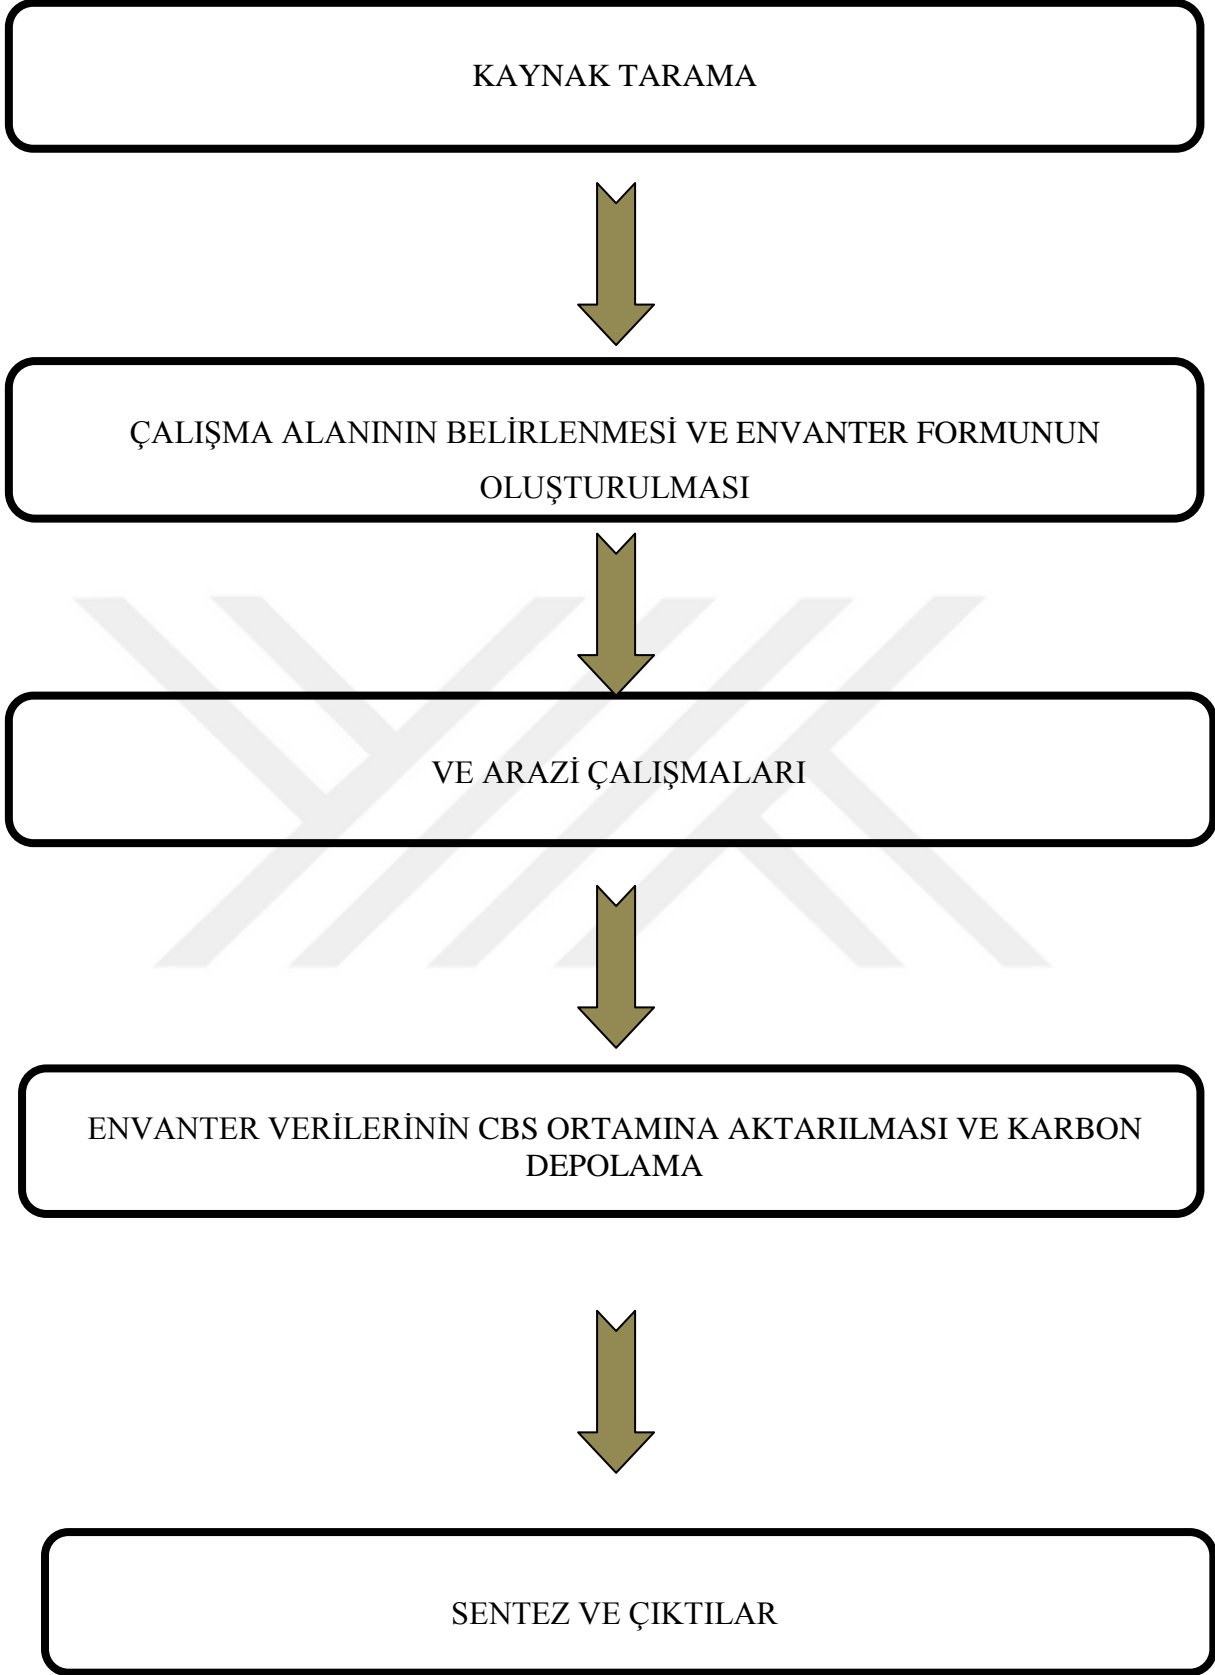 KAYNAK TARAMA
ÇALIŞMA ALANININ BELİRLENMESİ VE ENVANTER FORMUNUN
OLUŞTURULMASI
VE ARAZİ ÇALIŞMALARI
ENVANTER VERİLERİNİN CBS ORTAMINA AKTARILMASI VE KARBON
DEPOLAMA
SENTEZ VE ÇIKTILAR